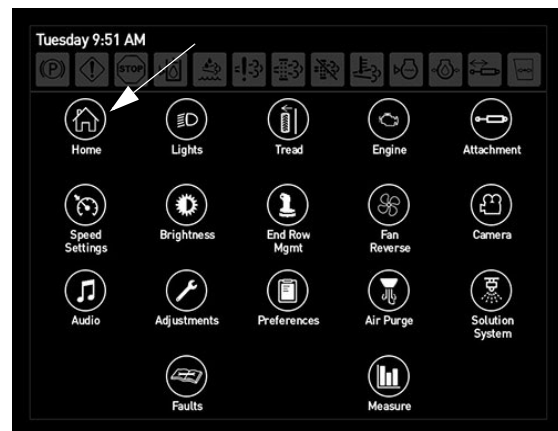 Tuesday 9:51 AM
(P) STOP
Home Lights Tread Engine Attachment
Speed Settings Brightness End Row Mgmt Fan Reverse Camera
Audio Adjustments Preferences Air Purge Solution System
Faults Measure